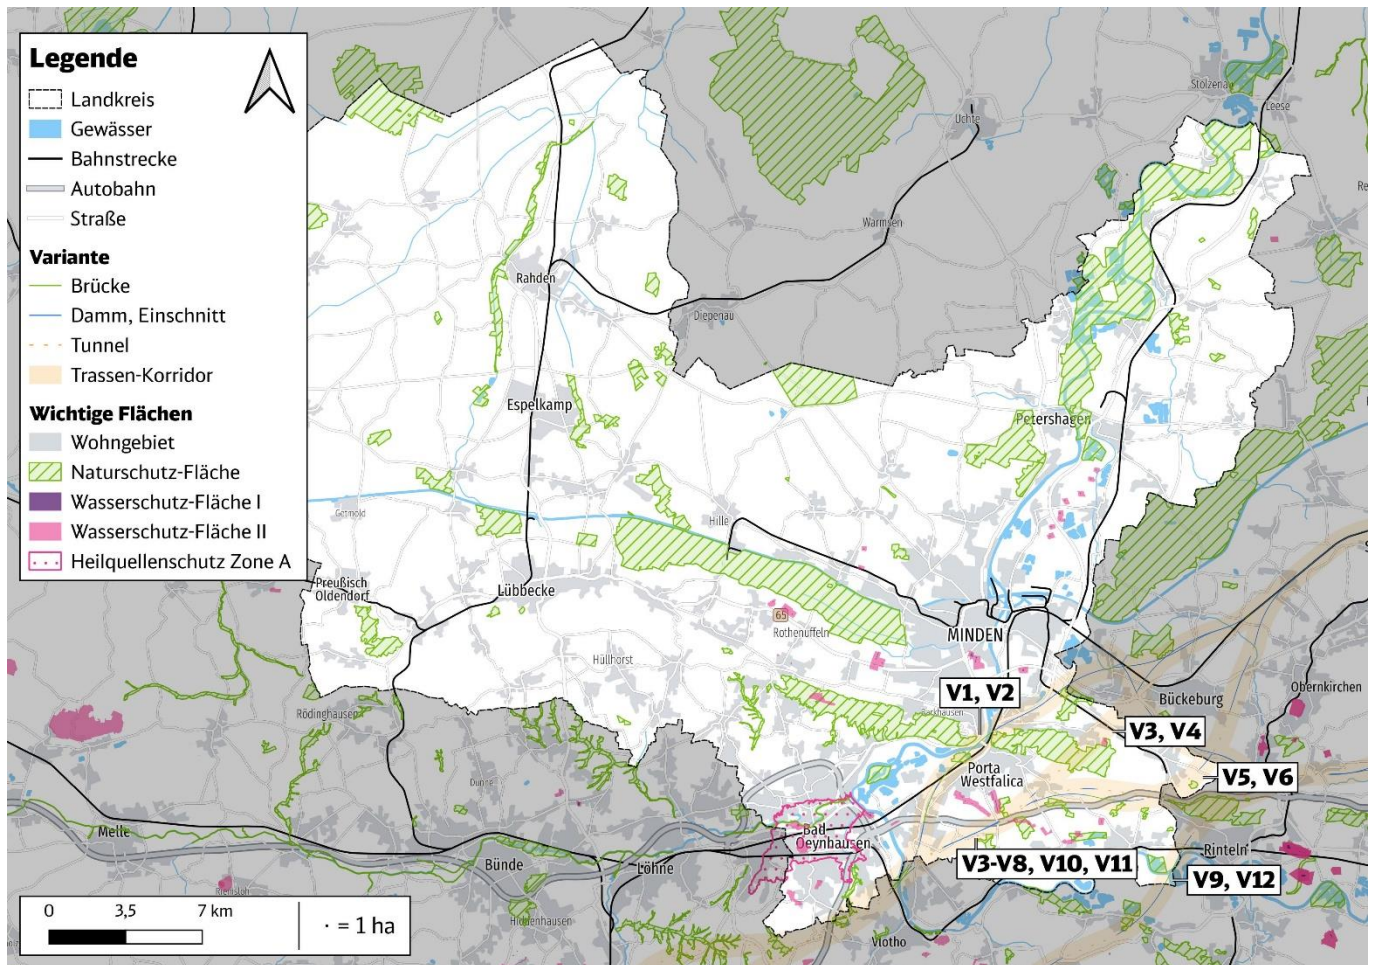 Legende
Landkreis
Gewässer
Bahnstrecke
Autobahn
Straße
Variante
Brücke
Damm, Einschnitt
Tunnel
Trassen-Korridor
Wichtige Flächen
Wohngebiet
Naturschutz-Fläche
Wasserschutz-Fläche I
Wasserschutz-Fläche II
Heilquellenschutz Zone A
Stolzenau
Leese
Uchte
Warmsen
Rahden
Diepenau
Espelkamp
Petershagen
Getmold
Hille
Preußisch
Oldendorf
Lübbecke
65
Rothenuffeln
MINDEN
Hüllhorst
V1, V2
Bückeburg
Obernkirchen
Rödinghausen
V3, V4
Porta
Westfalica
V5, V6
Melle
Bad
Oeynhausen
Bünde
Löhne
V3-V8, V10, V11
Rinteln
V9, V12
Hiddenhausen
Vlotho
0 3,5 7 km
· = 1 ha